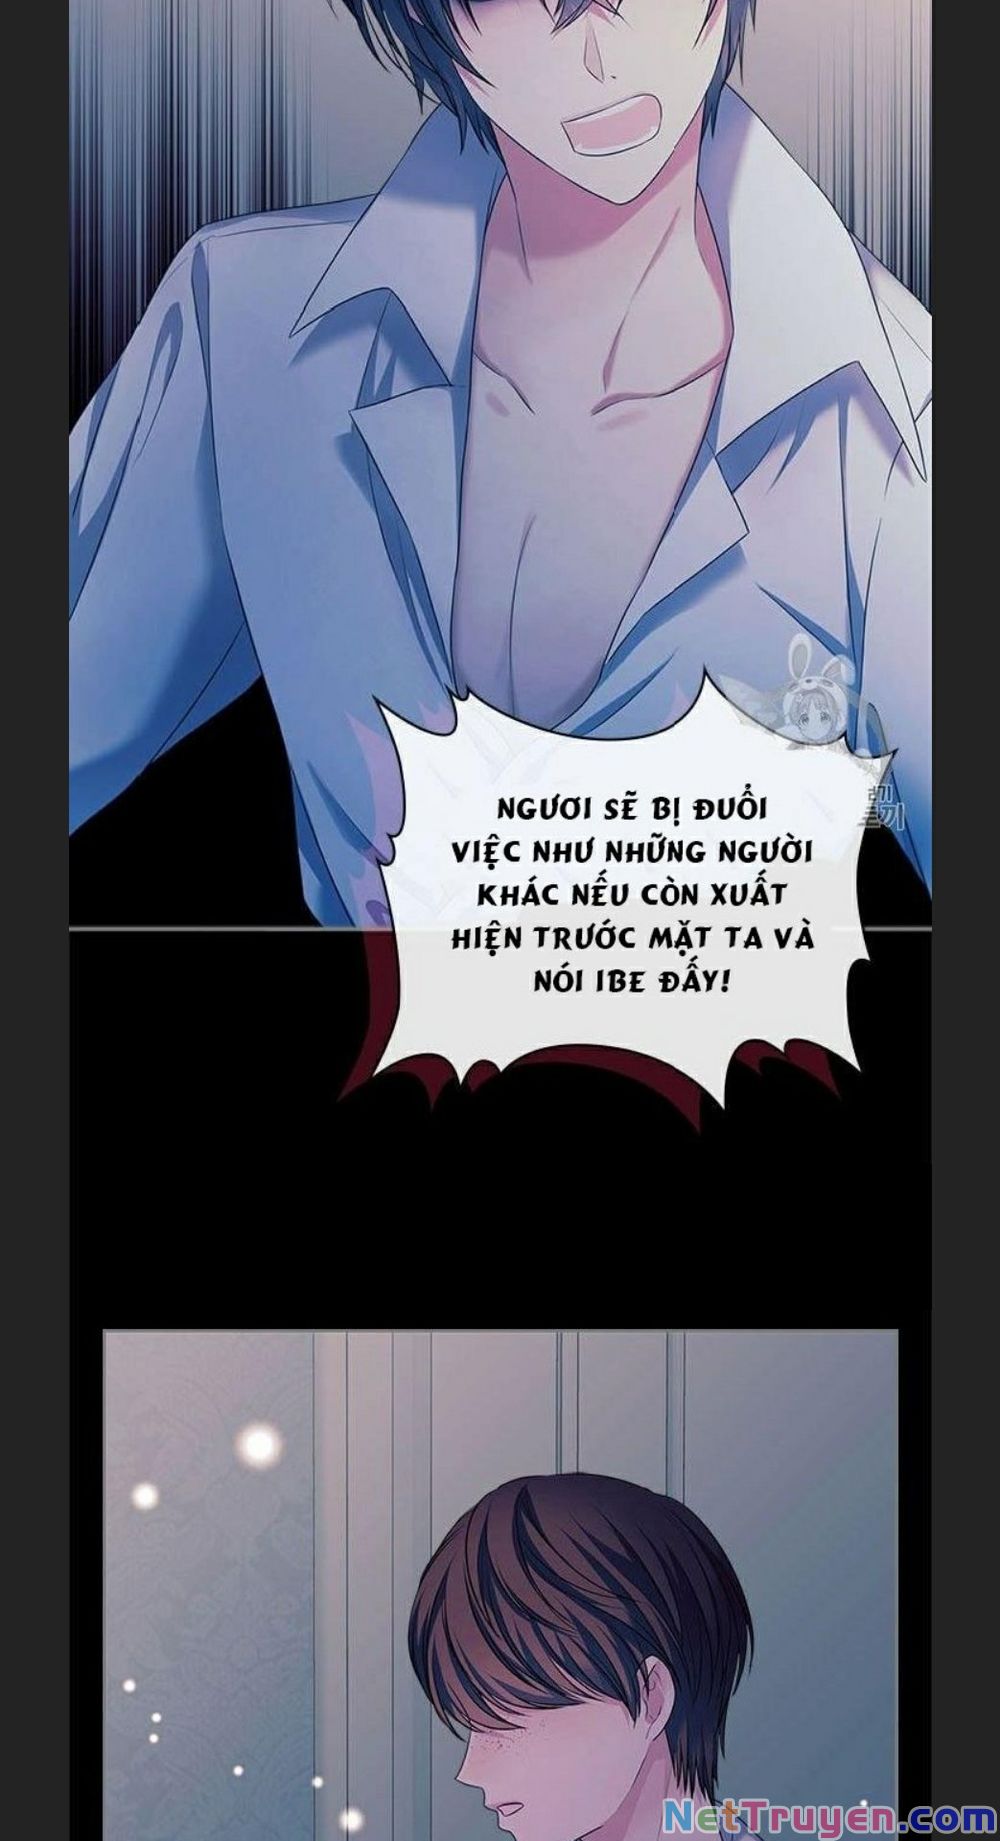 NGƯƠI SẼ BỊ ĐUỔI
VIỆC NHƯ NHỮNG NGƯỜI
KHÁC NẾU CÒN XUẤT
HIỆN TRƯỚC MẶT TA VÀ
NÓI IBE ĐẤY!
NetTruyen.com